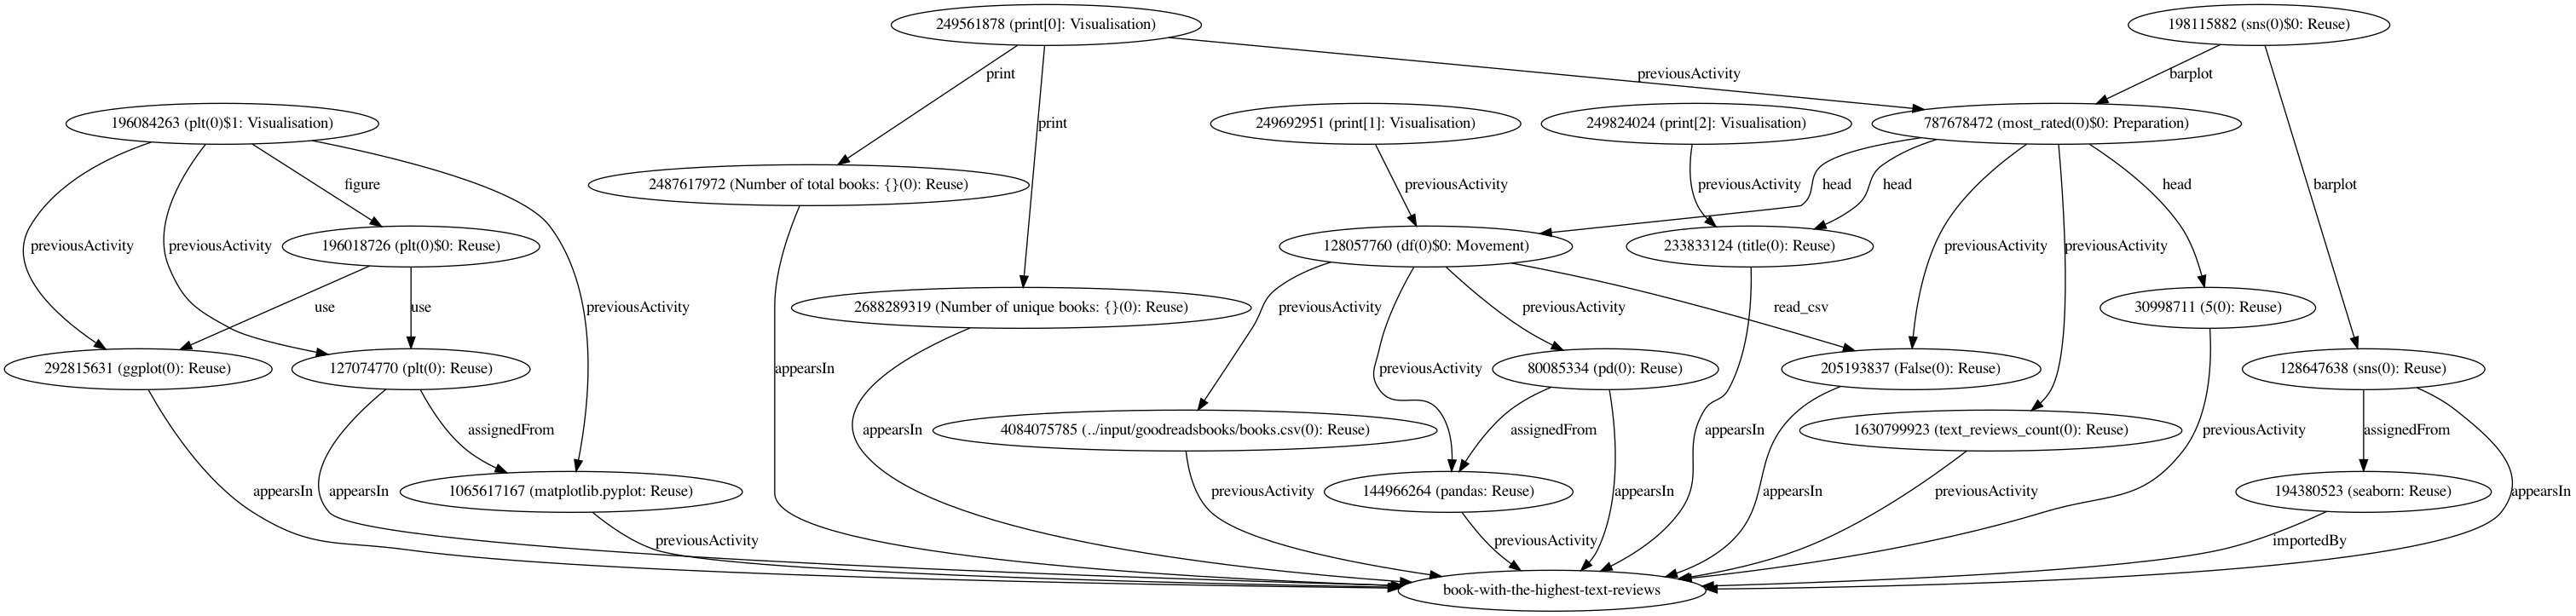 249561878 (print[0]: Visualisation)
198115882 (sns(0)$0: Reuse)
print
previousActivity
barplot
196084263 (plt(0)$1: Visualisation)
print
249692951 (print[1]: Visualisation)
249824024 (print[2]: Visualisation)
787678472 (most_rated(0)$0: Preparation)
figure
2487617972 (Number of total books: {}(0): Reuse)
previousActivity
previousActivity
head
head
head
barplot
previousActivity
previousActivity
196018726 (plt(0)$0: Reuse)
128057760 (df(0)$0: Movement)
233833124 (title(0): Reuse)
previousActivity
previousActivity
use
use
previousActivity
2688289319 (Number of unique books: {}(0): Reuse)
previousActivity
previousActivity
read_csv
30998711 (5(0): Reuse)
292815631 (ggplot(0): Reuse)
127074770 (plt(0): Reuse)
appearsIn
previousActivity
80085334 (pd(0): Reuse)
205193837 (False(0): Reuse)
128647638 (sns(0): Reuse)
assignedFrom
appearsIn
4084075785 (../input/goodreadsbooks/books.csv(0): Reuse)
assignedFrom
appearsIn
1630799923 (text_reviews_count(0): Reuse)
previousActivity
assignedFrom
appearsIn
appearsIn
1065617167 (matplotlib.pyplot: Reuse)
previousActivity
144966264 (pandas: Reuse)
appearsIn
appearsIn
previousActivity
194380523 (seaborn: Reuse)
appearsIn
previousActivity
previousActivity
importedBy
book-with-the-highest-text-reviews